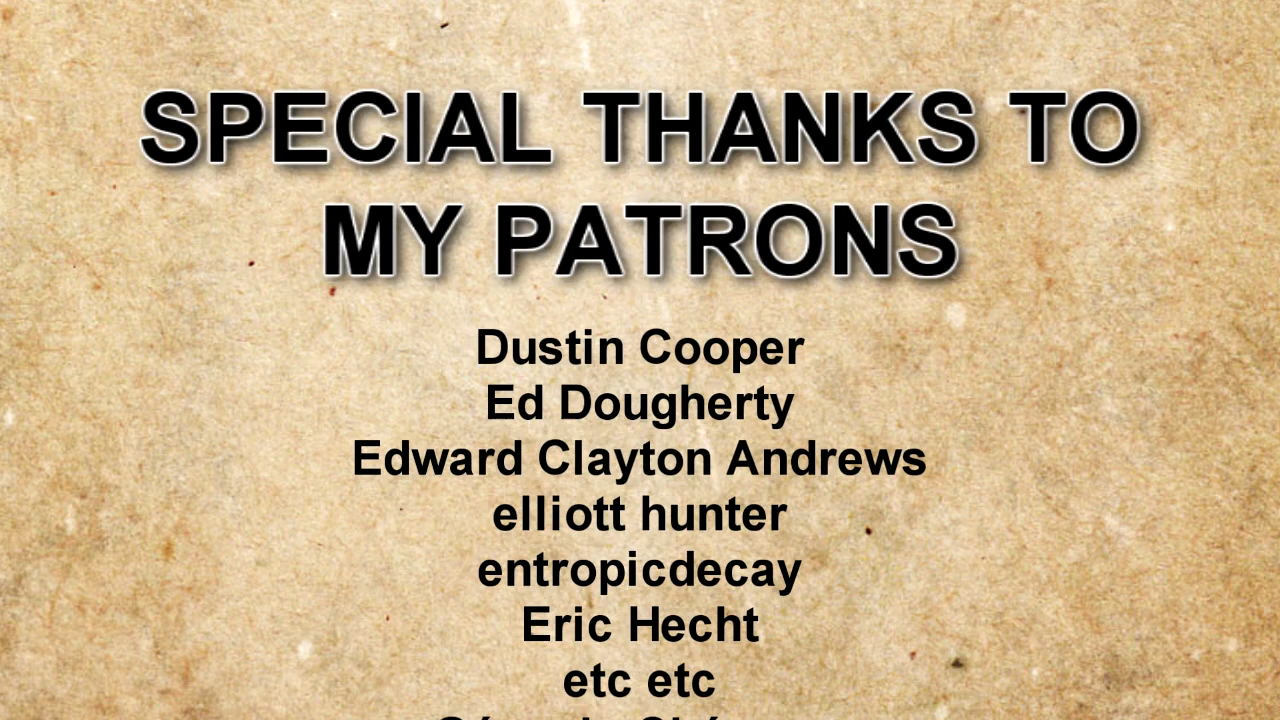 SPECIAL THANKS TO
MY PATRONS
Dustin Cooper
Ed Dougherty
Edward Clayton Andrews
elliott hunter
entropicdecay
Eric Hecht
etc etc